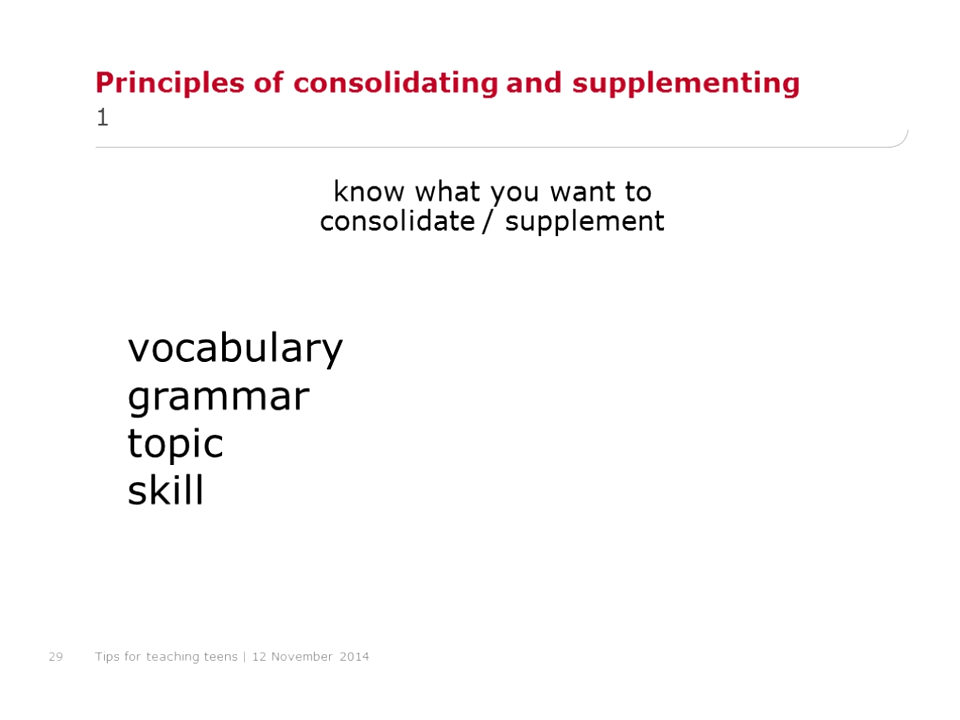 Principles of consolidating and supplementing
1
know what you want to
consolidate / supplement
vocabulary
grammar
topic
skill
29 Tips for teaching teens | 12 November 2014